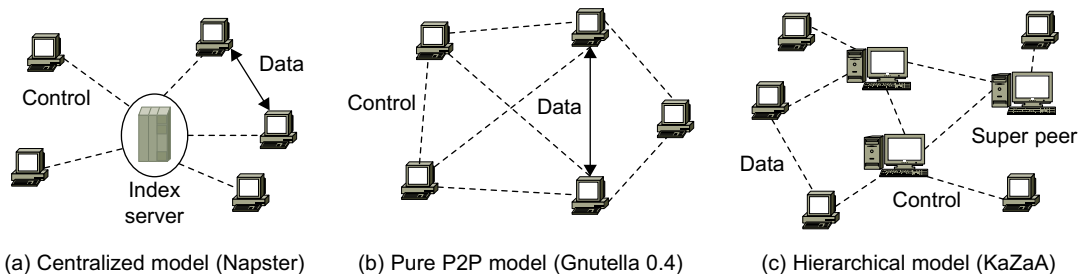 Control
Data
Index
server
(a) Centralized model (Napster)
Control
Data
(b) Pure P2P model (Gnutella 0.4)
Super peer
Data
Control
(c) Hierarchical model (KaZaA)